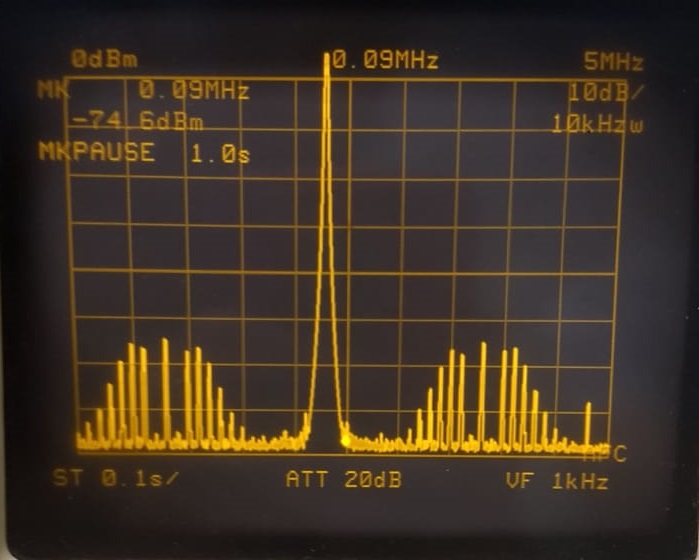 0dBm 0.09MHz 5MHz
MK 0.09MHz 10dB/
-74.6dBm 10kHzw
MKPAUSE 1.0s
ST 0.1s/ ATT 20dB VF 1kHz